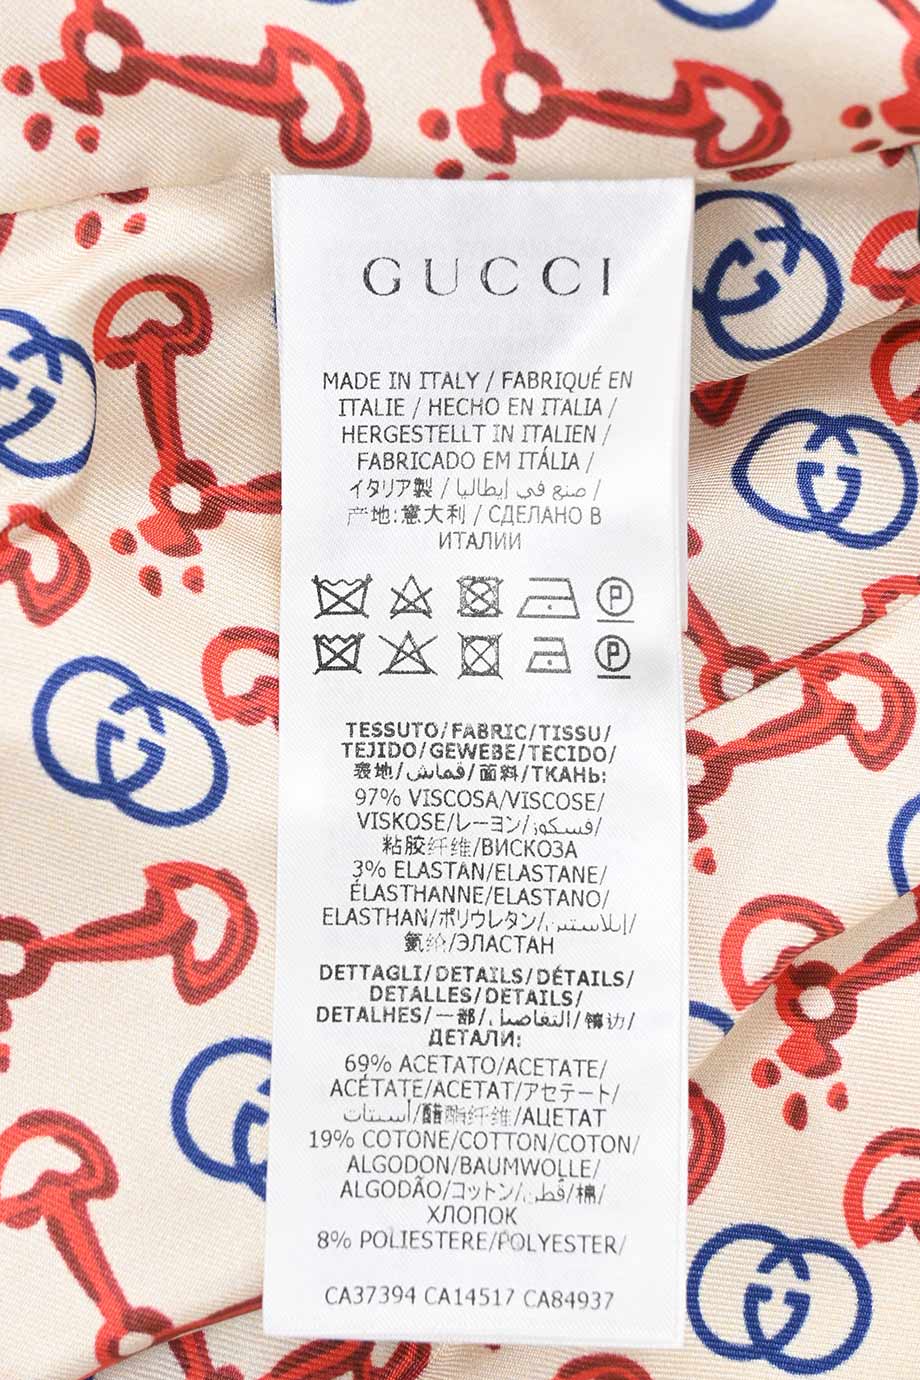 GUCCI
MADE IN ITALY / FABRIQUÉ EN
ITALIE / HECHO EN ITALIA /
HERGESTELLT IN ITALIEN /
FABRICADO EM ITÁLIA /
イタリア製 / صنع في إيطاليا /
产地:意大利 / СДЕЛАНО В
ИТАЛИИ
P
P
TESSUTO/FABRIC/TISSU/
TEJIDO/GEWEBE/TECIDO/
表地/قماش/面料/ТКАНЬ:
97% VISCOSA/VISCOSE/
VISKOSE/レーヨン/فسكوز/
粘胶纤维/ВИСКОЗА
3% ELASTAN/ELASTANE/
ÉLASTHANNE/ELASTANO/
ELASTHAN/ポリウレタン/إيلاستين/
氨纶/ЭЛАСТАН
DETTAGLI/DETAILS/DÉTAILS/
DETALLES/DETAILS/
DETALHES/一部/التفاصيل/镶边/
ДЕТАЛИ:
69% ACETATO/ACETATE/
ACÉTATE/ACETAT/アセテート/
أستات/醋酯纤维/АЦЕТАТ
19% COTONE/COTTON/COTON/
ALGODON/BAUMWOLLE/
ALGODÃO/コットン/قطن/棉/
ХЛОПОК
8% POLIESTERE/POLYESTER/
CA37394 CA14517 CA84937